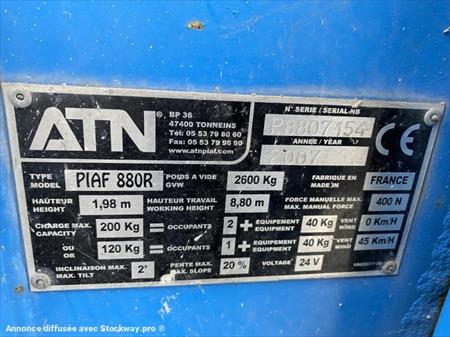 ATN®
BP 36
47400 TONNEINS
Tél: 05 53 79 80 60
Fax: 05 53 79 96 90
www.atnpiaf.com
N° SERIE / SERIAL-NB
P8807154
ANNÉE / YEAR
2007
CE
TYPE MODEL PIAF 880R POIDS A VIDE GVW 2600 Kg FABRIQUE EN MADE IN FRANCE
HAUTEUR HEIGHT 1,98 m HAUTEUR TRAVAIL WORKING HEIGHT 8,80 m FORCE MANUELLE MAX. MAX. MANUAL FORCE 400 N
CHARGE MAX. CAPACITY 200 Kg = OCCUPANTS 2 + EQUIPEMENT EQUIPMENT 40 Kg VENT WIND 0 Km/H
OU OR 120 Kg = OCCUPANTS 1 + EQUIPEMENT EQUIPMENT 40 Kg VENT WIND 45 Km/H
INCLINAISON MAX. MAX. TILT 2° PENTE MAX. MAX. SLOPE 20 % VOLTAGE 24 V
Annonce diffusée avec Stockway.pro ®